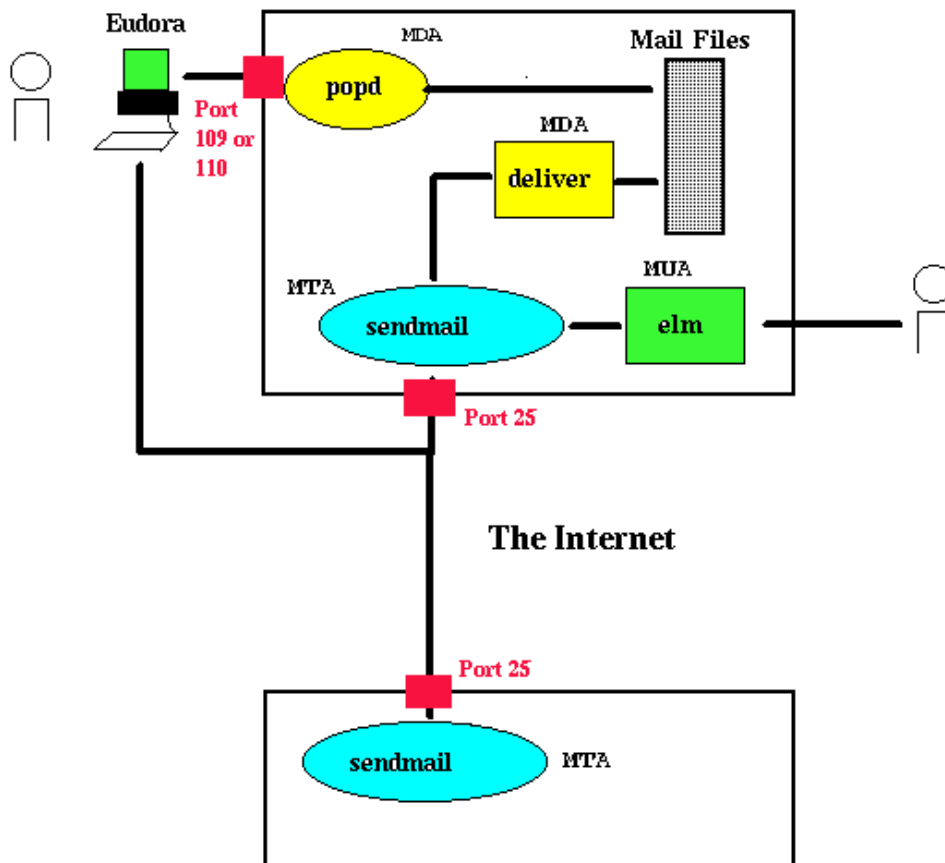 Eudora
MDA
Mail Files
popd
Port
109 or
110
MDA
deliver
MUA
MTA
sendmail
elm
Port 25
The Internet
Port 25
sendmail
MTA